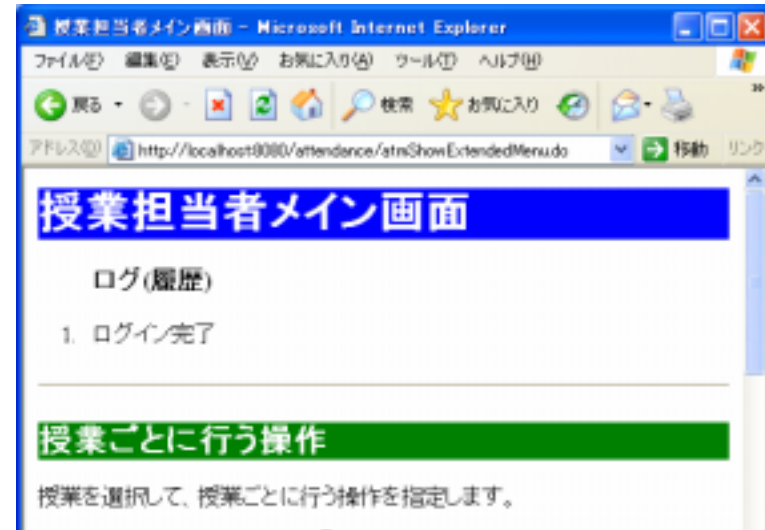 授業担当者メイン画面 - Microsoft Internet Explorer
ファイル(F) 編集(E) 表示(V) お気に入り(A) ツール(T) ヘルプ(H)
戻る 検索 お気に入り
アドレス(D) http://localhost:8080/attendance/atmShowExtendedMenu.do 移動 リンク
授業担当者メイン画面
ログ(履歴)
1. ログイン完了
授業ごとに行う操作
授業を選択して、授業ごとに行う操作を指定します。